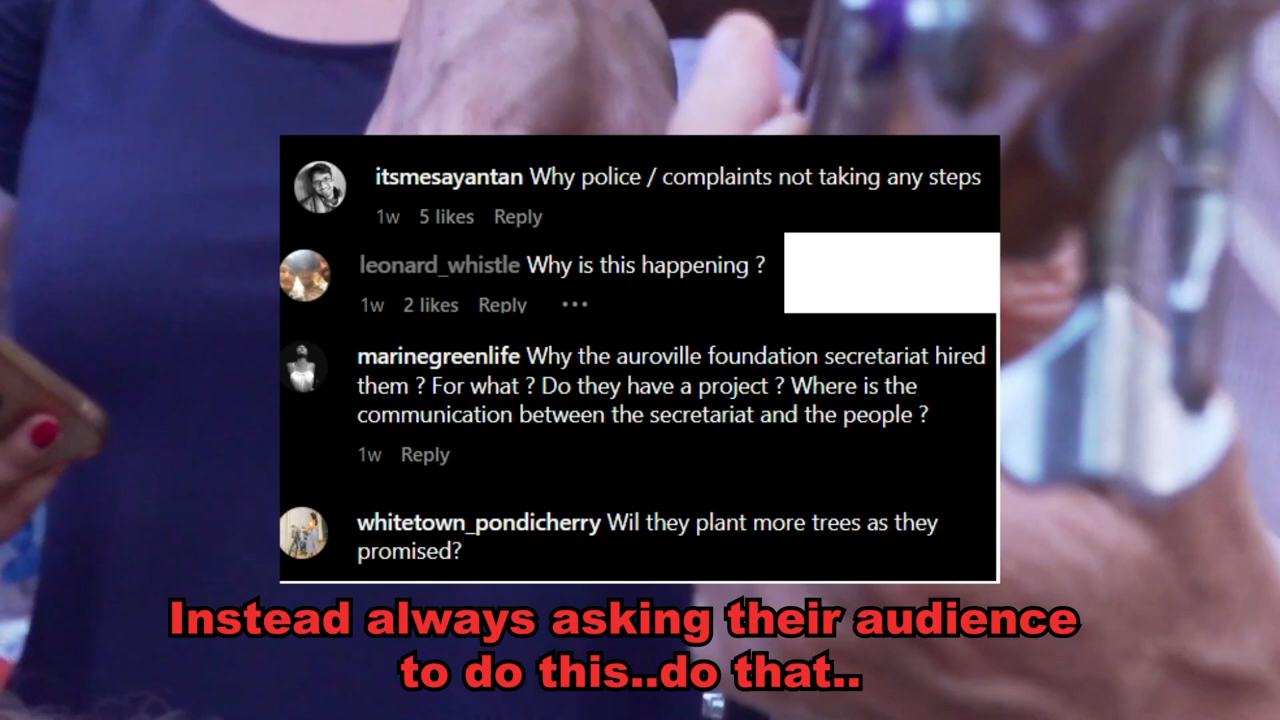 itsmesayantan Why police / complaints not taking any steps
1w 5 likes Reply
leonard_whistle Why is this happening ?
1w 2 likes Reply ...
marinegreenlife Why the auroville foundation secretariat hired
them ? For what ? Do they have a project ? Where is the
communication between the secretariat and the people ?
1w Reply
whitetown_pondicherry Wil they plant more trees as they
promised?
Instead always asking their audience
to do this..do that..